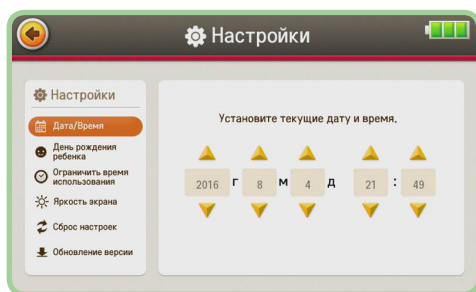 Настройки
Настройки
Дата/Время
День рождения
ребенка
Ограничить время
использования
Яркость экрана
Сброс настроек
Обновление версии
Установите текущие дату и время.
2016 г 8 м 4 д 21 : 49